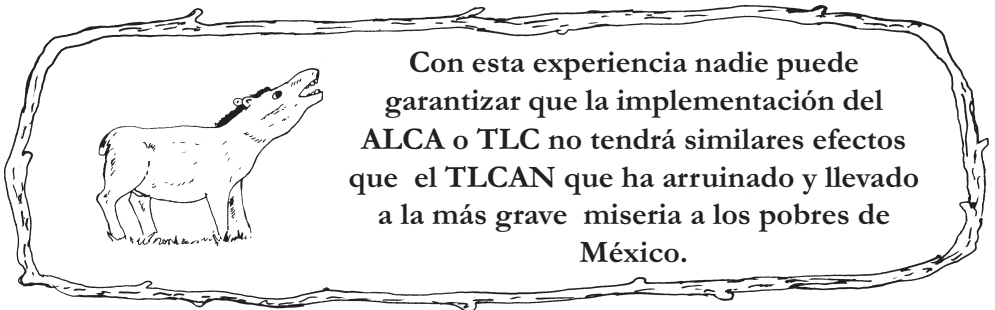 Con esta experiencia nadie puede
garantizar que la implementación del
ALCA o TLC no tendrá similares efectos
que el TLCAN que ha arruinado y llevado
a la más grave miseria a los pobres de
México.